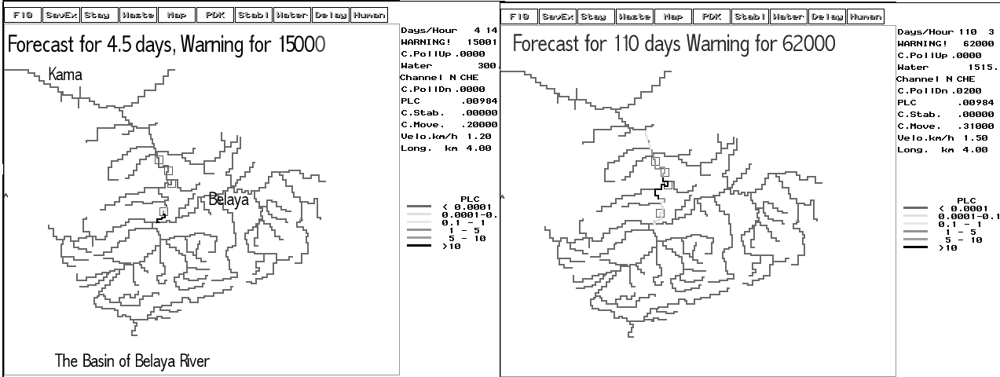 F10 SavEx Stay Waste Map PDK Stabl Water Delay Human
Forecast for 4.5 days, Warning for 15000
Kama
Belaya
The Basin of Belaya River
Days/Hour 4 14
WARNING! 15001
C.PollUp .0000
Water 300.
Channel N CHE
C.PollDn .0000
PLC .00984
C.Stab. .00000
C.Move. .20000
Velo.km/h 1.20
Long. km 4.00
PLC
< 0.0001
0.0001-0.
0.1 - 1
1 - 5
5 - 10
>10
F10 SavEx Stay Waste Map PDK Stabl Water Delay Human
Forecast for 110 days Warning for 62000
Days/Hour 110 3
WARNING! 62000
C.PollUp .0000
Water 1515.
Channel N CHE
C.PollDn .0200
PLC .00984
C.Stab. .00000
C.Move. .31000
Velo.km/h 1.50
Long. km 4.00
PLC
< 0.0001
0.0001-0.1
0.1 - 1
1 - 5
5 - 10
>10